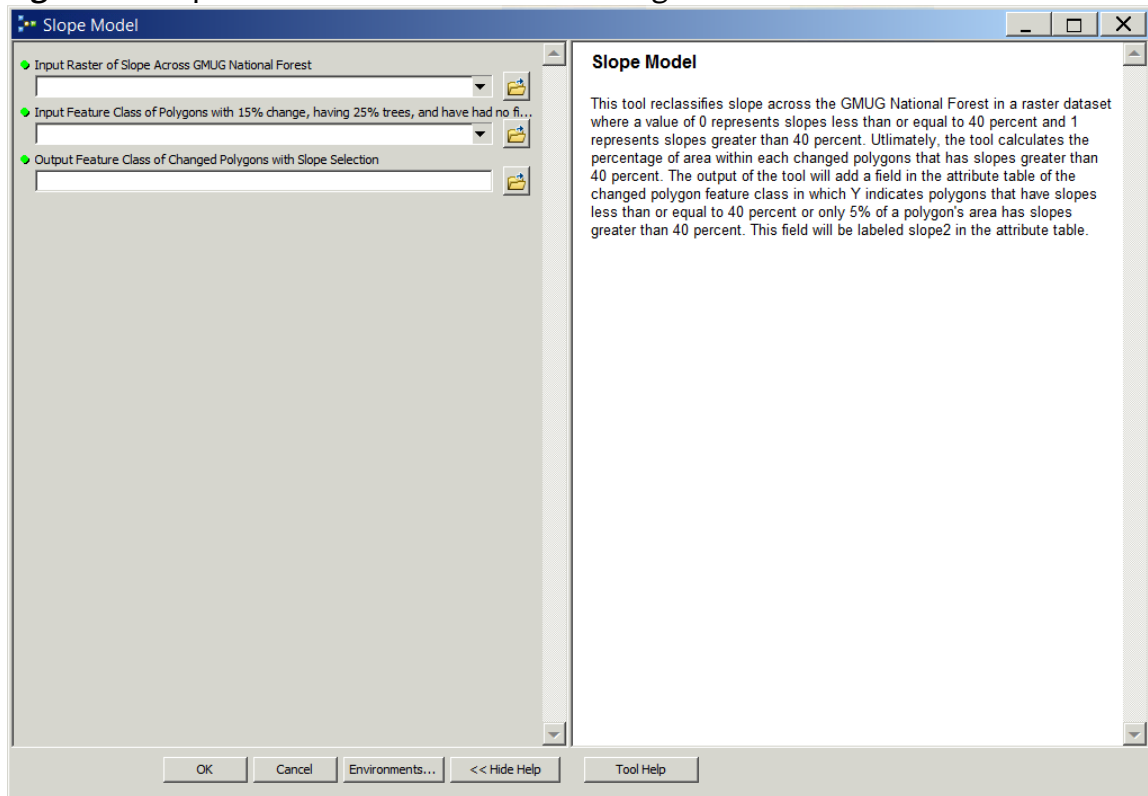 Slope Model
Input Raster of Slope Across GMUG National Forest
Input Feature Class of Polygons with 15% change, having 25% trees, and have had no fi...
Output Feature Class of Changed Polygons with Slope Selection
Slope Model
This tool reclassifies slope across the GMUG National Forest in a raster dataset
where a value of 0 represents slopes less than or equal to 40 percent and 1
represents slopes greater than 40 percent. Utlimately, the tool calculates the
percentage of area within each changed polygons that has slopes greater than
40 percent. The output of the tool will add a field in the attribute table of the
changed polygon feature class in which Y indicates polygons that have slopes
less than or equal to 40 percent or only 5% of a polygon's area has slopes
greater than 40 percent. This field will be labeled slope2 in the attribute table.
OK
Cancel
Environments...
<< Hide Help
Tool Help